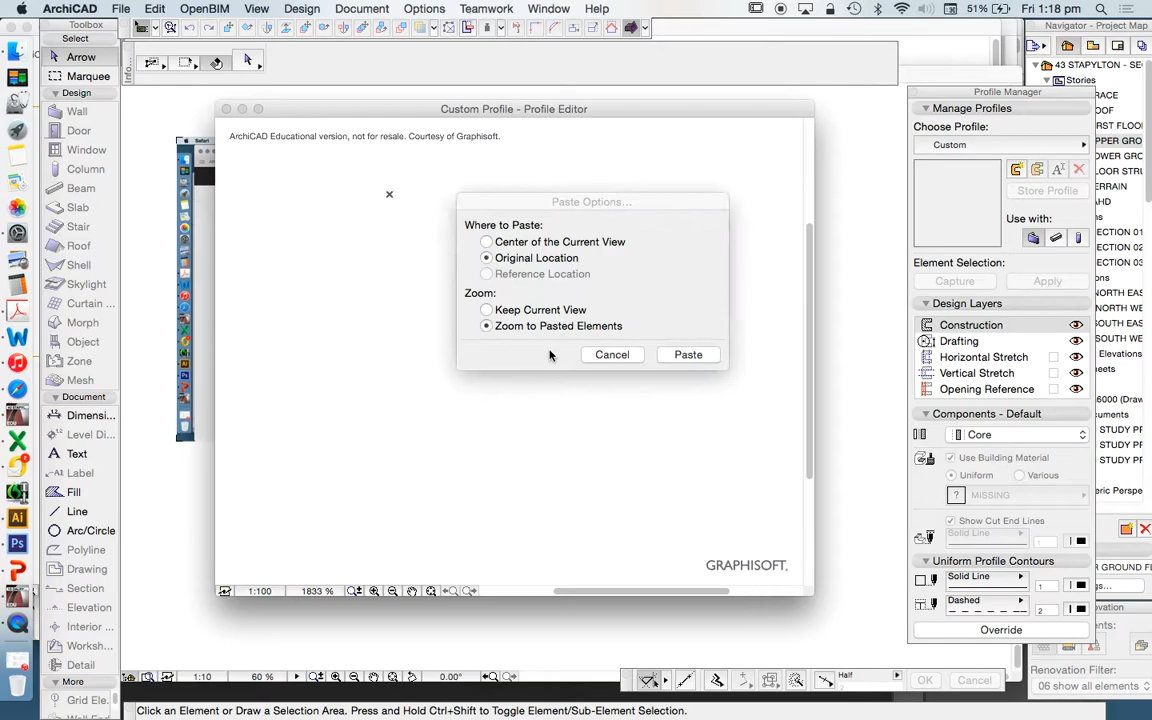 ArchiCAD File Edit OpenBIM View Design Document Options Teamwork Window Help 51% Fri 1:18 pm
Toolbox
Select
Arrow
Marquee
Design
Wall
Door
Window
Column
Beam
Slab
Stair
Roof
Shell
Skylight
Curtain ...
Morph
Object
Zone
Mesh
Document
Dimensi...
Level Di...
Text
Label
Fill
Line
Arc/Circle
Polyline
Drawing
Section
Elevation
Interior ...
Worksh...
Detail
More
Grid Ele...
Custom Profile - Profile Editor
ArchiCAD Educational version, not for resale. Courtesy of Graphisoft.
Paste Options...
Where to Paste:
Center of the Current View
Original Location
Reference Location
Zoom:
Keep Current View
Zoom to Pasted Elements
Cancel Paste
GRAPHISOFT.
1:100 1833 %
1:10 60 % 0.00°
Half
OK Cancel
Click an Element or Draw a Selection Area. Press and Hold Ctrl+Shift to Toggle Element/Sub-Element Selection.
Navigator - Project Map
43 STAPYLTON - SE
Stories
Profile Manager
Manage Profiles
Choose Profile:
Custom
Store Profile
Use with:
Element Selection:
Capture Apply
Design Layers
Construction
Drafting
Horizontal Stretch
Vertical Stretch
Opening Reference
Components - Default
Core
Use Building Material
Uniform Various
? MISSING
Show Cut End Lines
Solid Line 1
Uniform Profile Contours
Solid Line 1
Dashed 2
Override
Renovation Filter:
06 show all elements